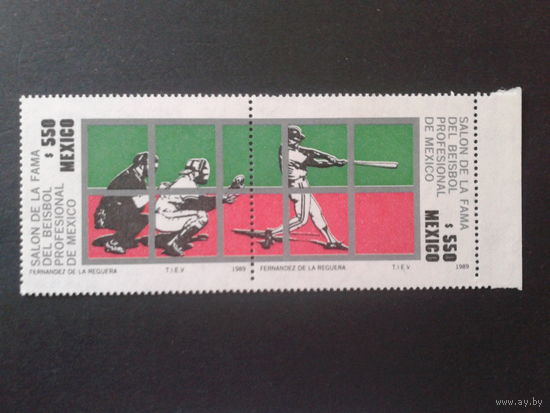 SALON DE LA FAMA
DEL BEISBOL
PROFESIONAL
DE MEXICO
$ 550
MEXICO
FERNANDEZ DE LA REGUERA
T.I.E.V
1989
SALON DE LA FAMA
DEL BEISBOL
PROFESIONAL
DE MEXICO
$ 550
MEXICO
FERNANDEZ DE LA REGUERA
T.I.E.V
1989
https://www.ay.by